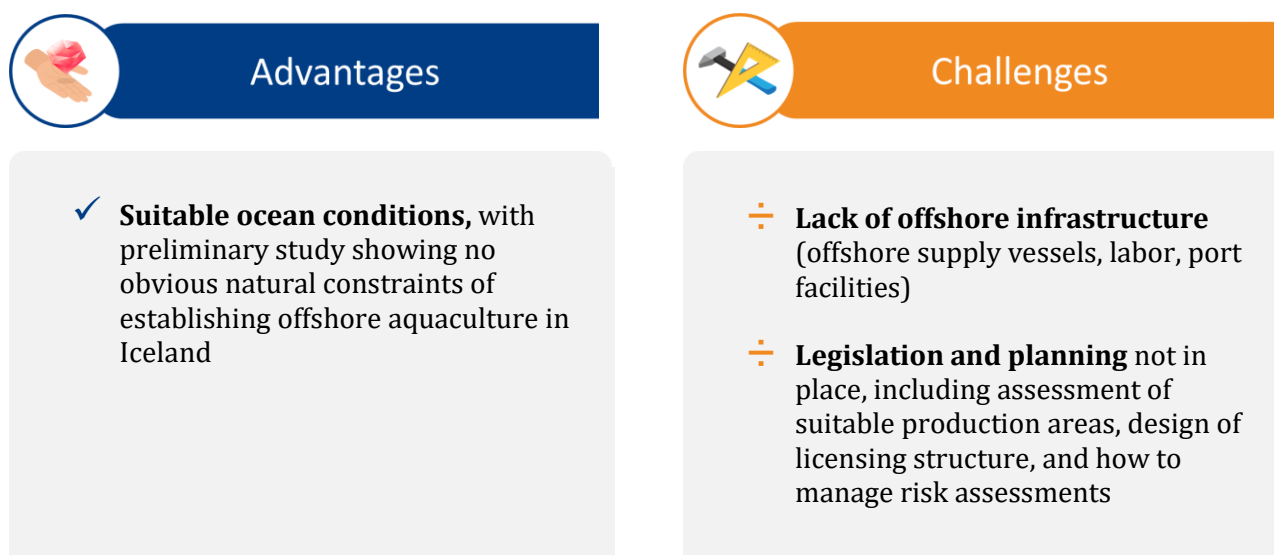 Advantages
✓ Suitable ocean conditions, with
preliminary study showing no
obvious natural constraints of
establishing offshore aquaculture in
Iceland
Challenges
÷ Lack of offshore infrastructure
(offshore supply vessels, labor, port
facilities)
÷ Legislation and planning not in
place, including assessment of
suitable production areas, design of
licensing structure, and how to
manage risk assessments